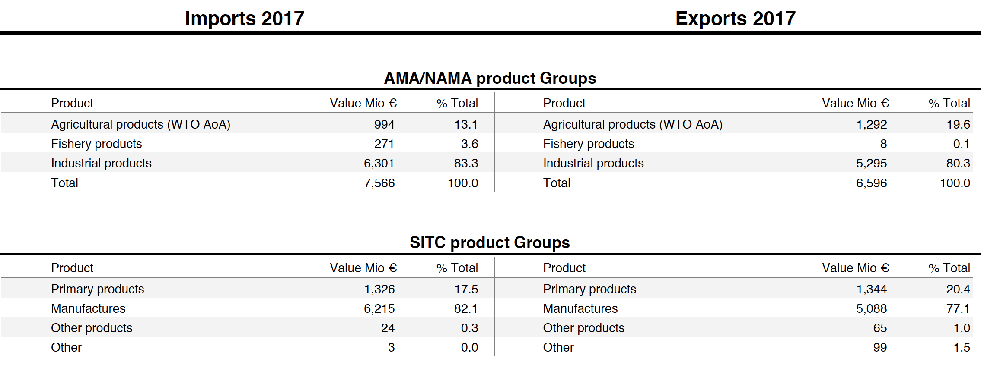 Imports 2017 Exports 2017
AMA/NAMA product Groups
Product Value Mio € % Total Product Value Mio € % Total
Agricultural products (WTO AoA) 994 13.1 Agricultural products (WTO AoA) 1,292 19.6
Fishery products 271 3.6 Fishery products 8 0.1
Industrial products 6,301 83.3 Industrial products 5,295 80.3
Total 7,566 100.0 Total 6,596 100.0
SITC product Groups
Product Value Mio € % Total Product Value Mio € % Total
Primary products 1,326 17.5 Primary products 1,344 20.4
Manufactures 6,215 82.1 Manufactures 5,088 77.1
Other products 24 0.3 Other products 65 1.0
Other 3 0.0 Other 99 1.5